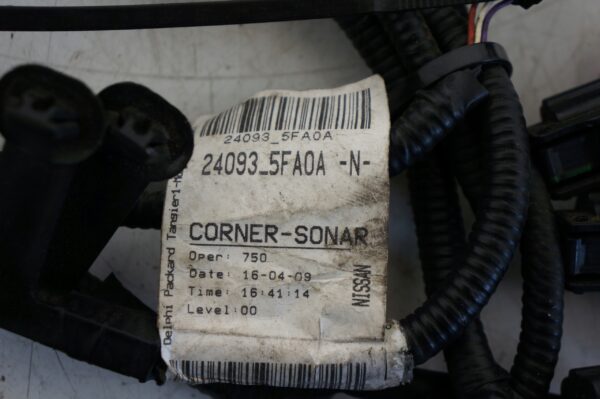 24093_5FA0A
24093_5FA0A -N-
CORNER-SONAR
Oper: 750
Date: 16-04-09
Time: 16:41:14
Level:00
NISSAN
Delphi Packard Tangier1-